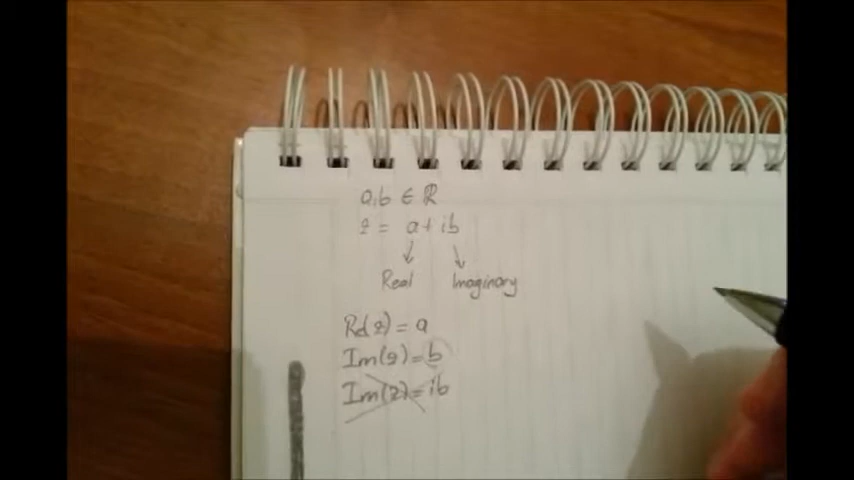 a,b ∈ ℝ
z = a + ib
Real Imaginary
Re(z) = a
Im(z) = b
Im(z) = ib